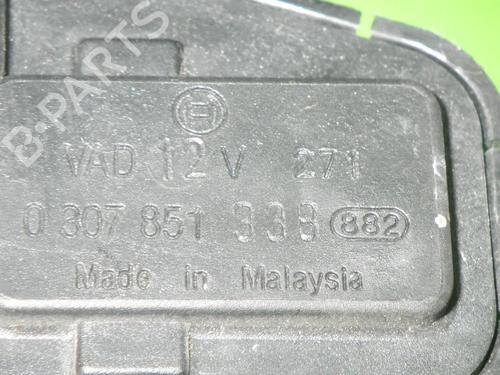 VAD 12 V 271
0 307 851 338 882
Made in Malaysia
B-PARTS